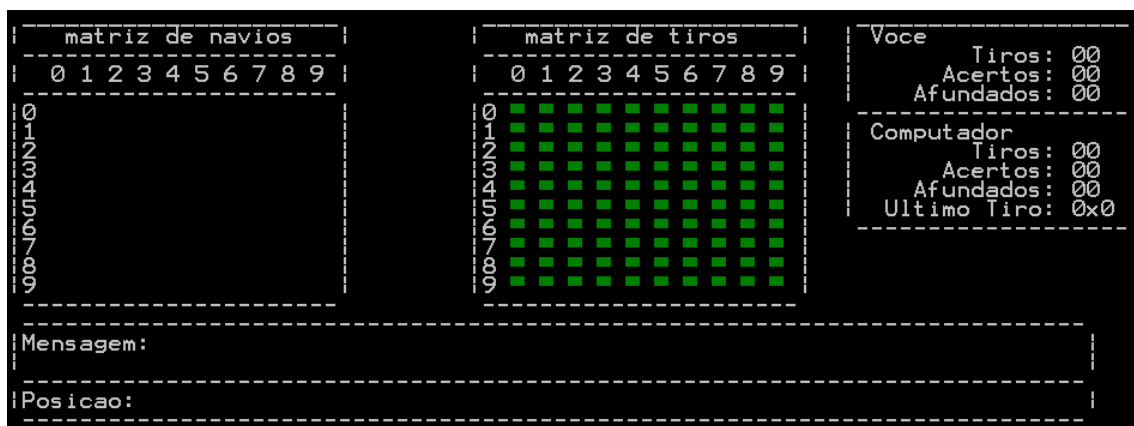 matriz de navios
0 1 2 3 4 5 6 7 8 9
0
1
2
3
4
5
6
7
8
9
matriz de tiros
0 1 2 3 4 5 6 7 8 9
0
1
2
3
4
5
6
7
8
9
Voce
Tiros: 00
Acertos: 00
Afundados: 00
Computador
Tiros: 00
Acertos: 00
Afundados: 00
Ultimo Tiro: 0x0
Mensagem:
Posicao: